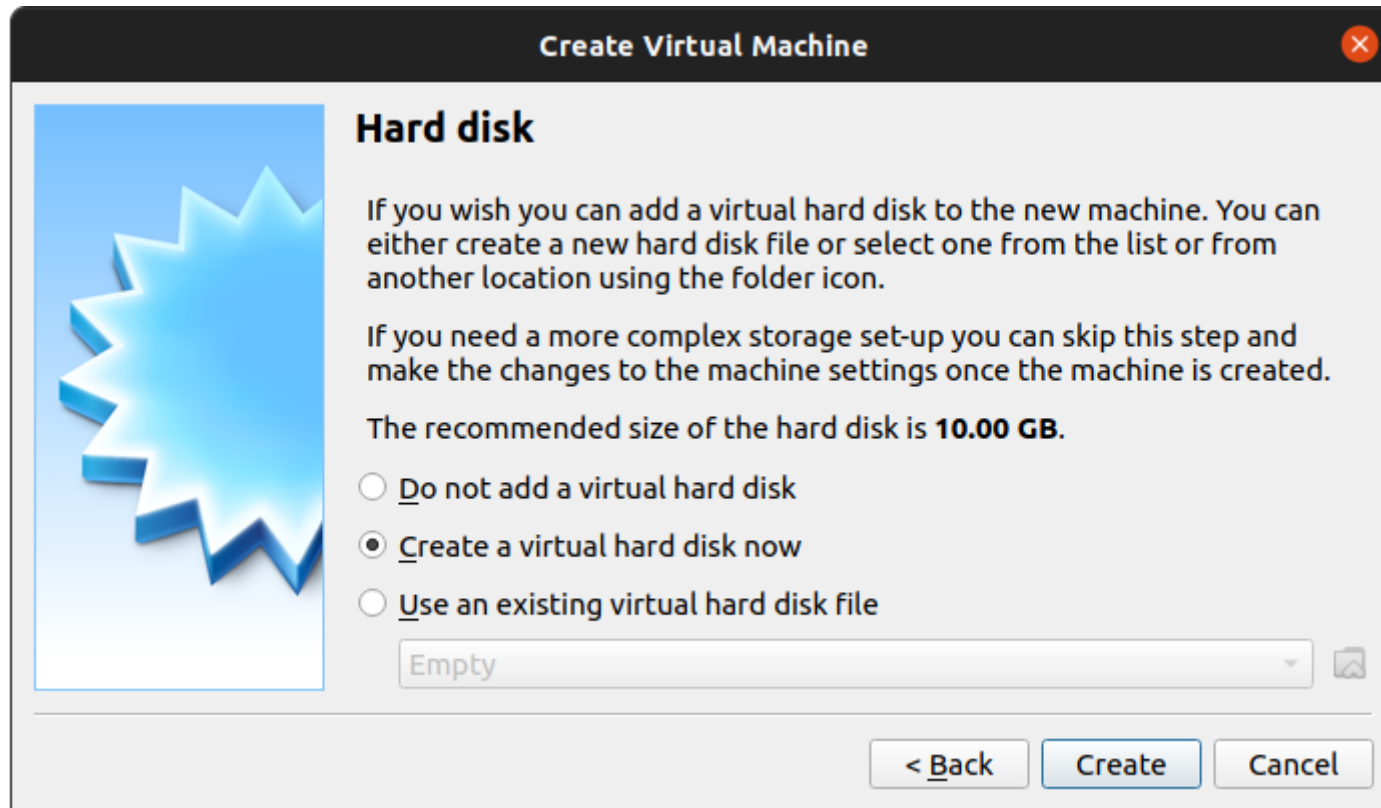 Create Virtual Machine
Hard disk
If you wish you can add a virtual hard disk to the new machine. You can
either create a new hard disk file or select one from the list or from
another location using the folder icon.
If you need a more complex storage set-up you can skip this step and
make the changes to the machine settings once the machine is created.
The recommended size of the hard disk is 10.00 GB.
Do not add a virtual hard disk
Create a virtual hard disk now
Use an existing virtual hard disk file
Empty
< Back Create Cancel